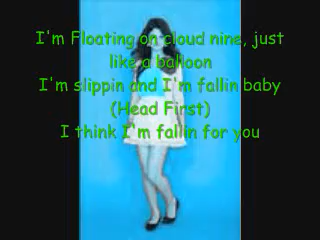 I'm Floating on cloud nine, just
like a balloon
I'm slippin and I'm fallin baby
(Head First)
I think I'm fallin for you